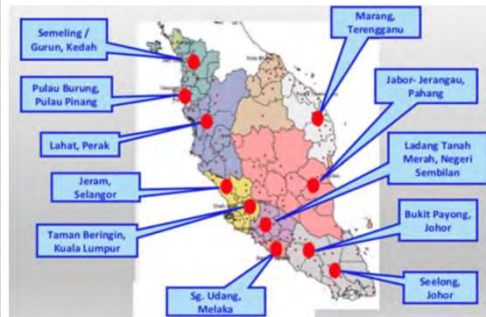 Semeling /
Gurun, Kedah
Pulau Burung,
Pulau Pinang
Lahat, Perak
Jeram,
Selangor
Taman Beringin,
Kuala Lumpur
Sg. Udang,
Melaka
Marang,
Terengganu
Jabor- Jerangau,
Pahang
Ladang Tanah
Merah, Negeri
Sembilan
Bukit Payong,
Johor
Seelong,
Johor